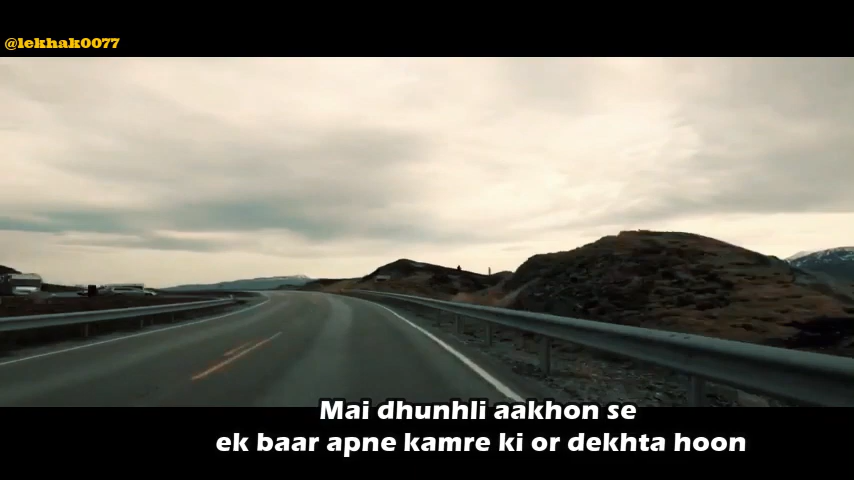 @lekhak0077
Mai dhunhli aakhon se
ek baar apne kamre ki or dekhta hoon